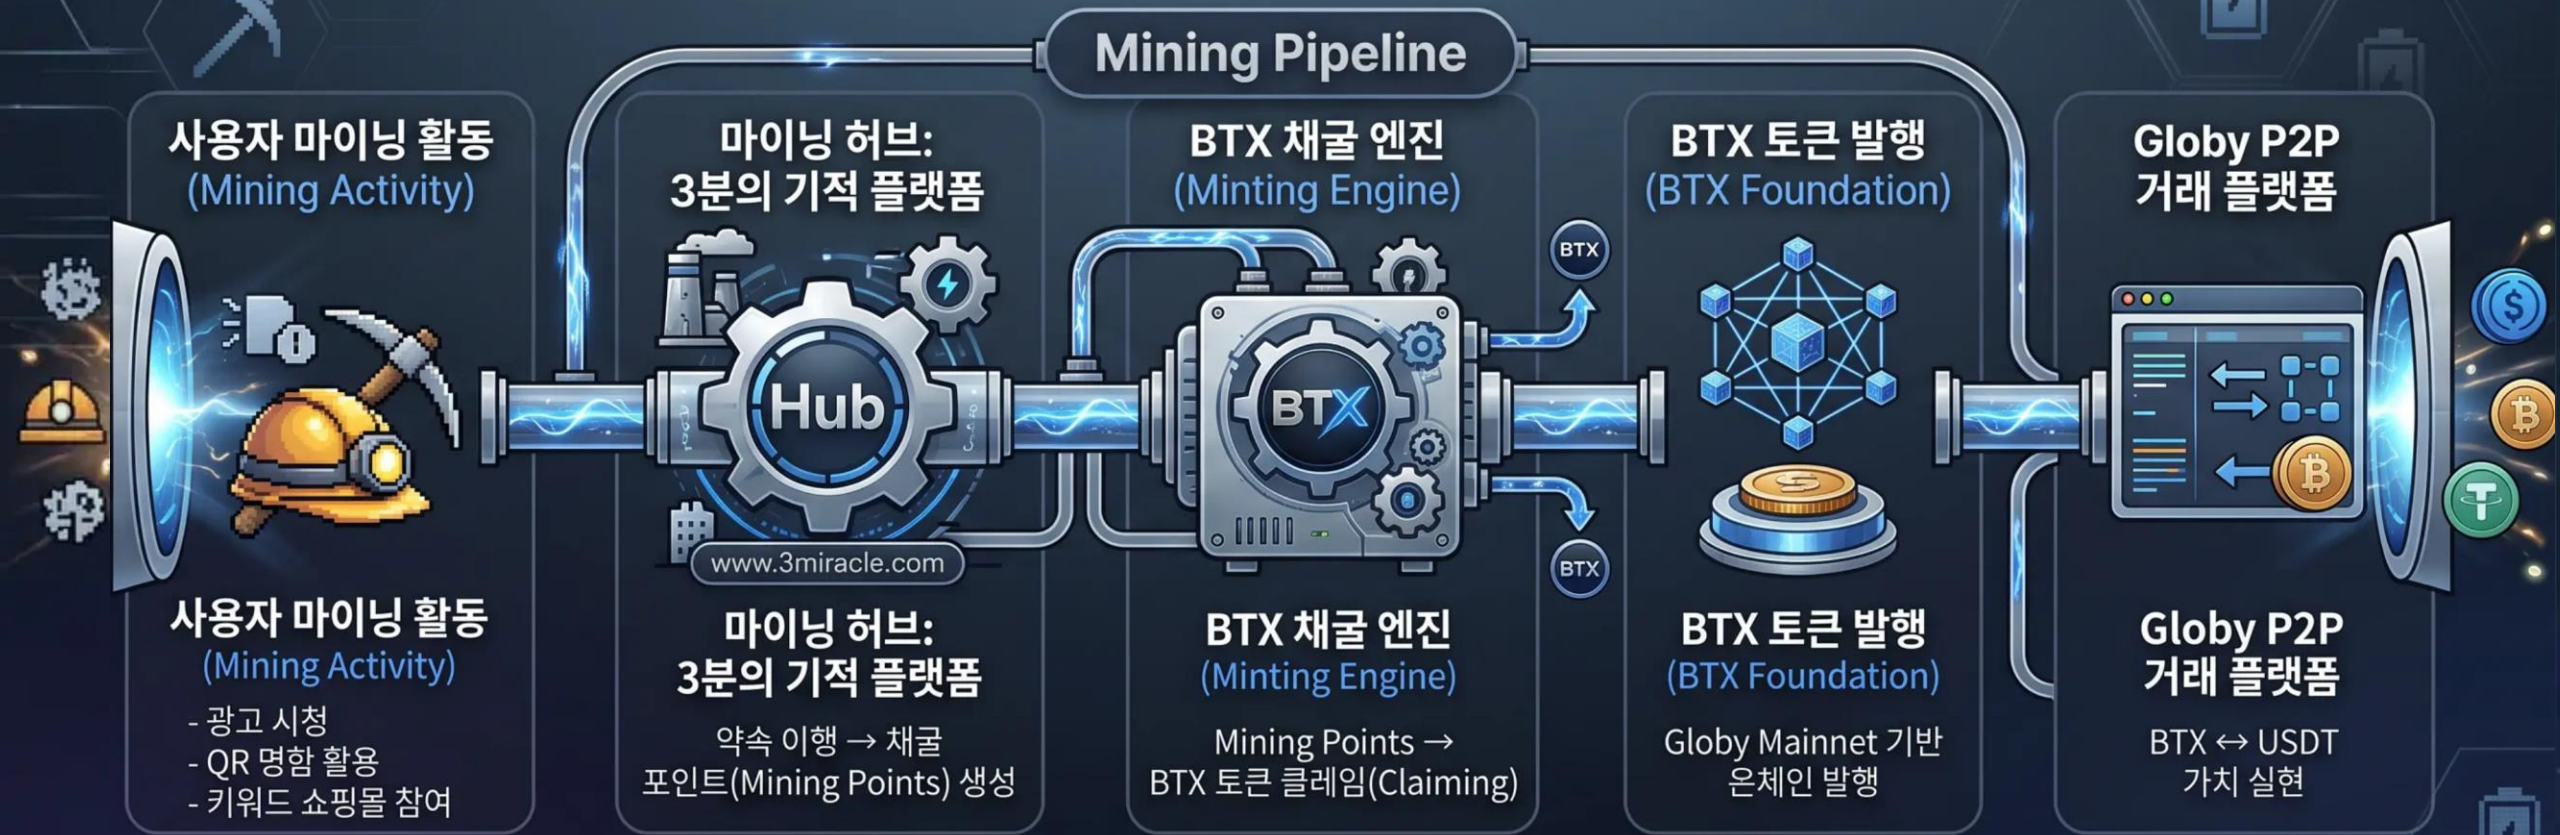 Mining Pipeline
사용자 마이닝 활동
(Mining Activity)
마이닝 허브:
3분의 기적 플랫폼
BTX 채굴 엔진
(Minting Engine)
BTX 토큰 발행
(BTX Foundation)
Globy P2P
거래 플랫폼
Hub
www.3miracle.com
BTX
BTX
BTX
사용자 마이닝 활동
(Mining Activity)
- 광고 시청
- QR 명함 활용
- 키워드 쇼핑몰 참여
마이닝 허브:
3분의 기적 플랫폼
약속 이행 → 채굴
포인트(Mining Points) 생성
BTX 채굴 엔진
(Minting Engine)
Mining Points →
BTX 토큰 클레임(Claiming)
BTX 토큰 발행
(BTX Foundation)
Globy Mainnet 기반
온체인 발행
Globy P2P
거래 플랫폼
BTX ↔ USDT
가치 실현